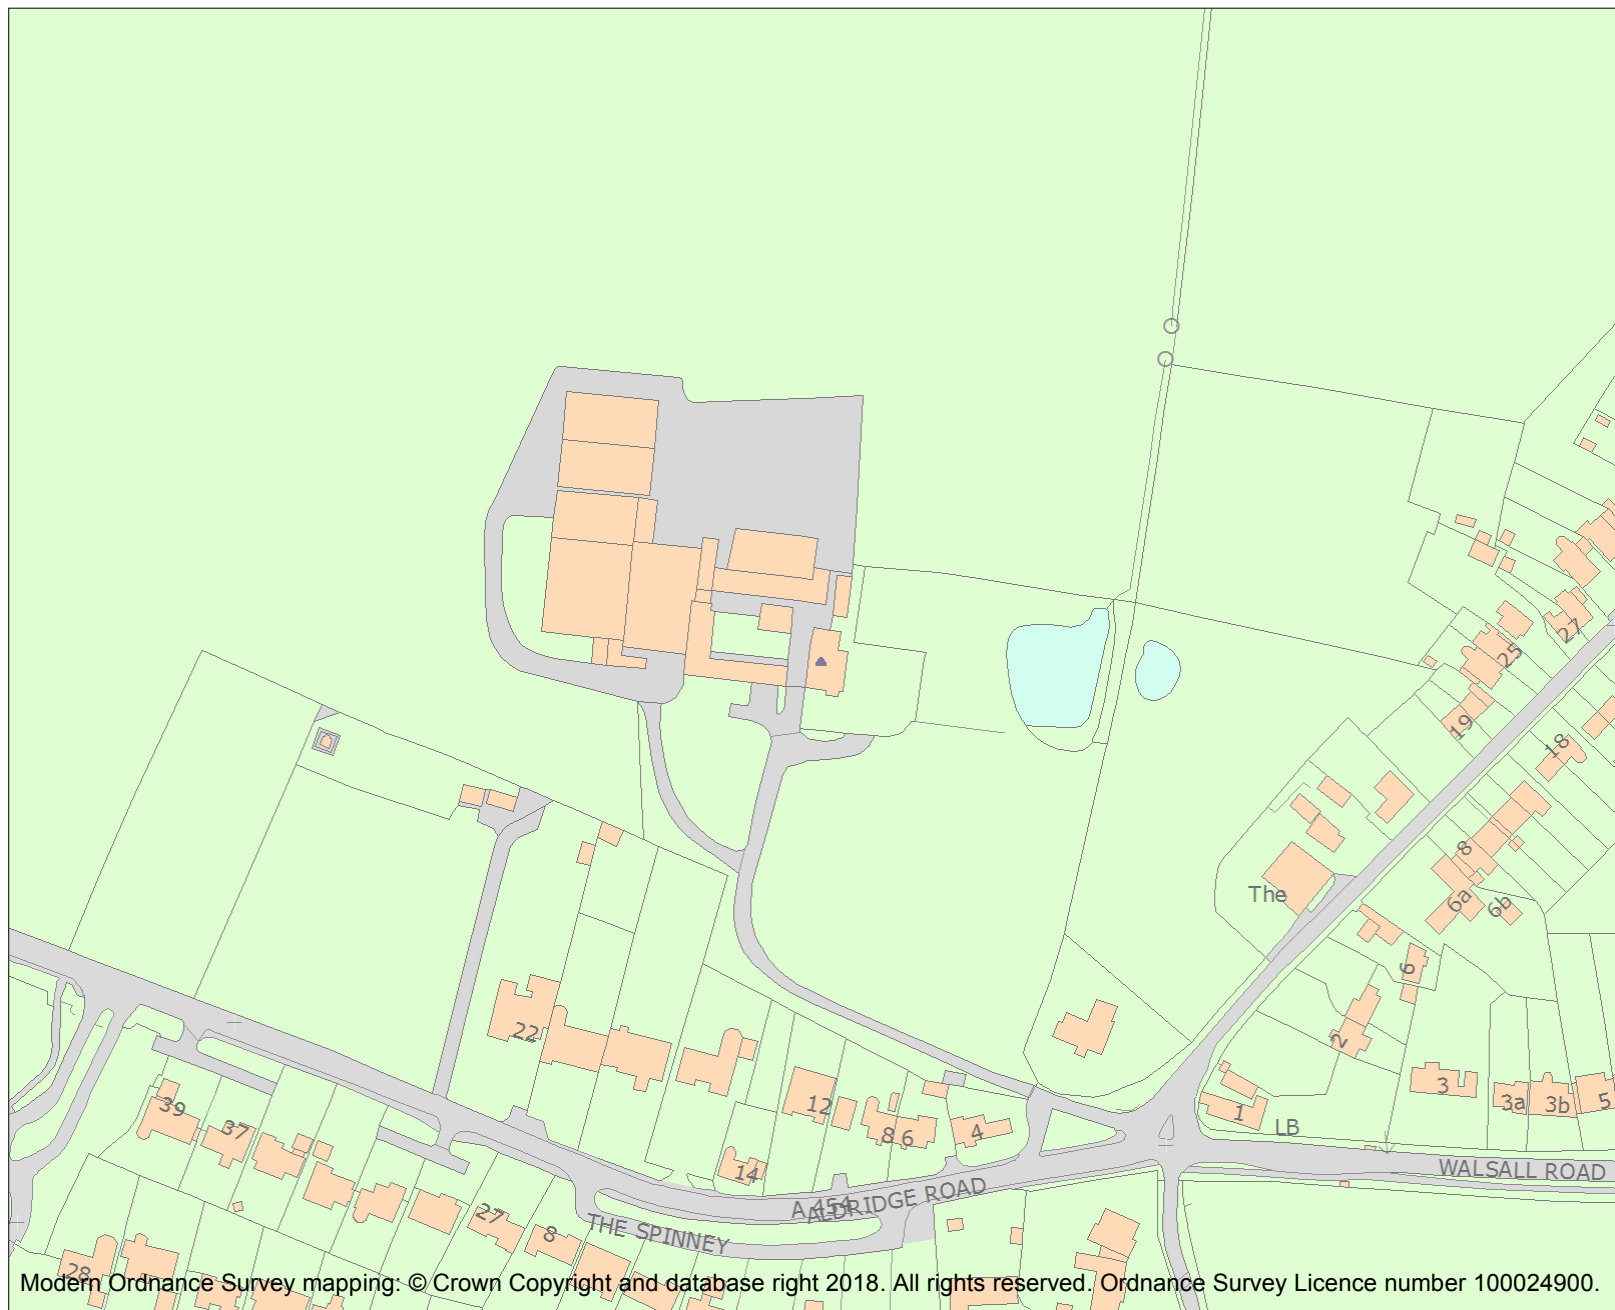 27
25
19
18
8
The
6a
6b
6
22
2
3
3a
3b
5
39
12
1
37
8
6
4
LB
14
WALSALL ROAD
A 454
ALDRIDGE ROAD
27
THE SPINNEY
8
28
Modern Ordnance Survey mapping: © Crown Copyright and database right 2018. All rights reserved. Ordnance Survey Licence number 100024900.